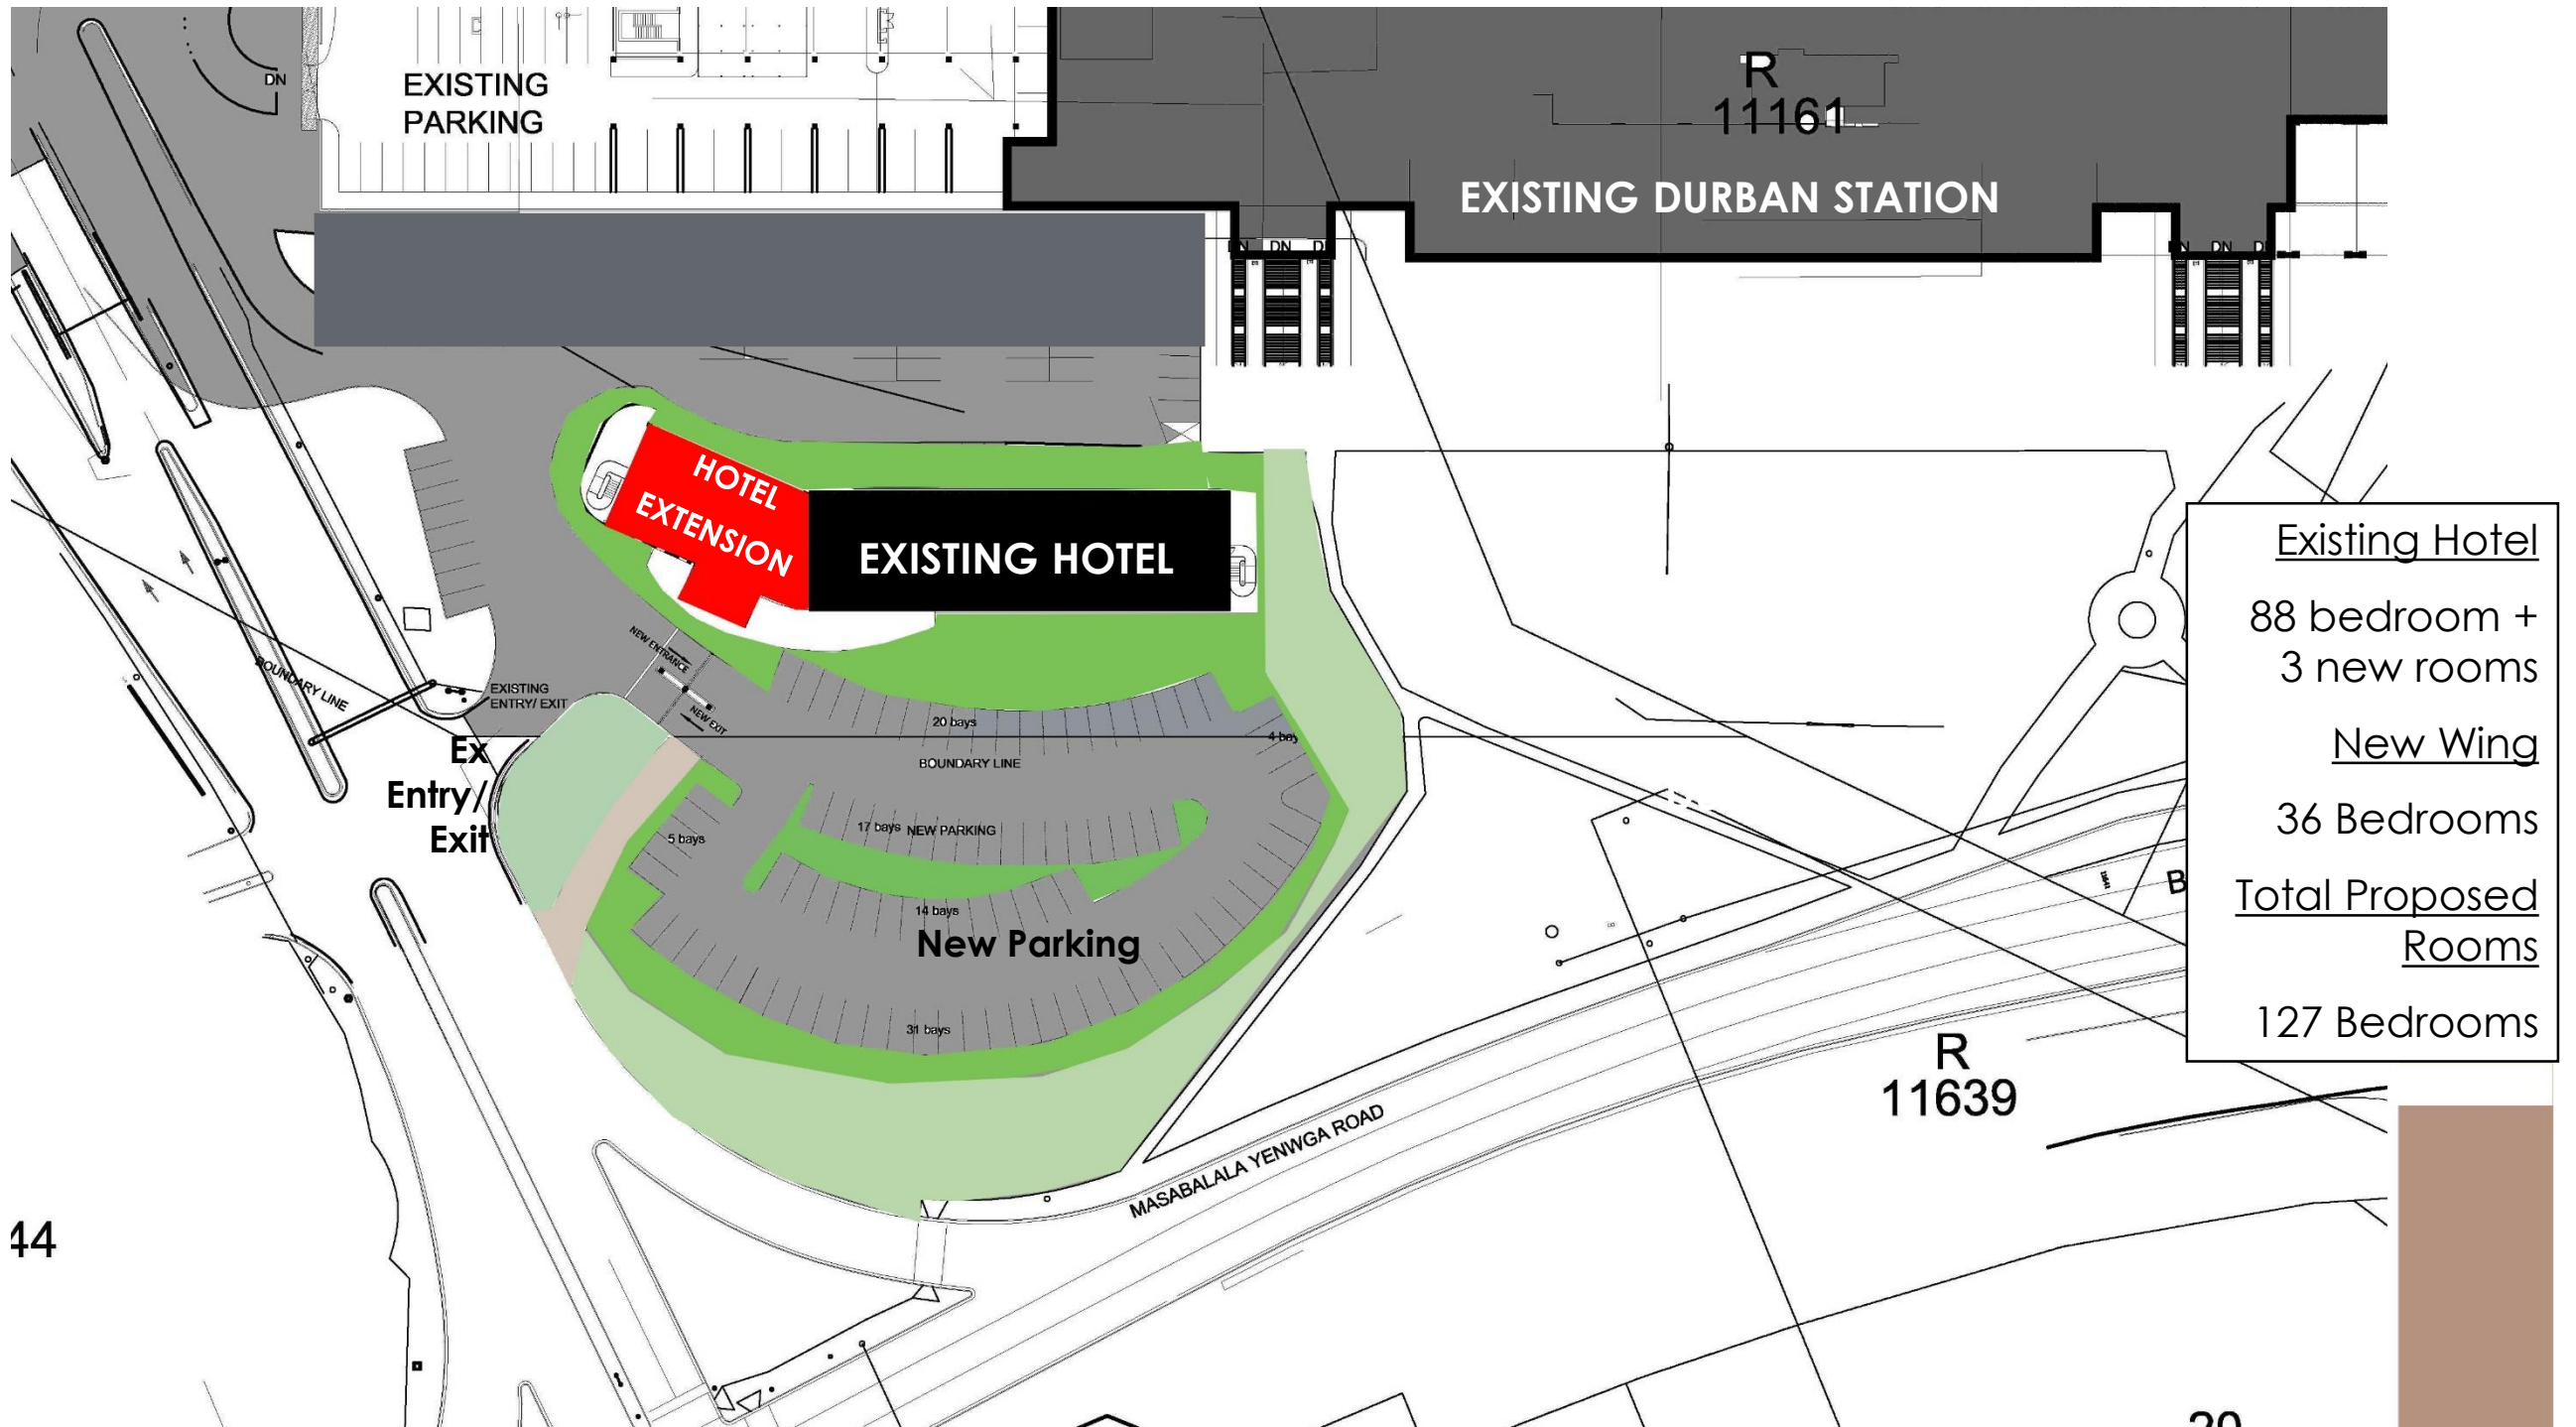 DN
EXISTING
PARKING
R
11161
EXISTING DURBAN STATION
DN
DN
HOTEL
EXTENSION
EXISTING HOTEL
Existing Hotel
88 bedroom +
3 new rooms
New Wing
36 Bedrooms
Total Proposed
Rooms
127 Bedrooms
NEW ENTRANCE
NEW EXIT
BOUNDARY LINE
EXISTING
ENTRY/ EXIT
Ex
Entry/
Exit
20 bays
4 bay
BOUNDARY LINE
17 bays NEW PARKING
5 bays
14 bays
New Parking
31 bays
B
R
11639
MASABALALA YENWGA ROAD
44